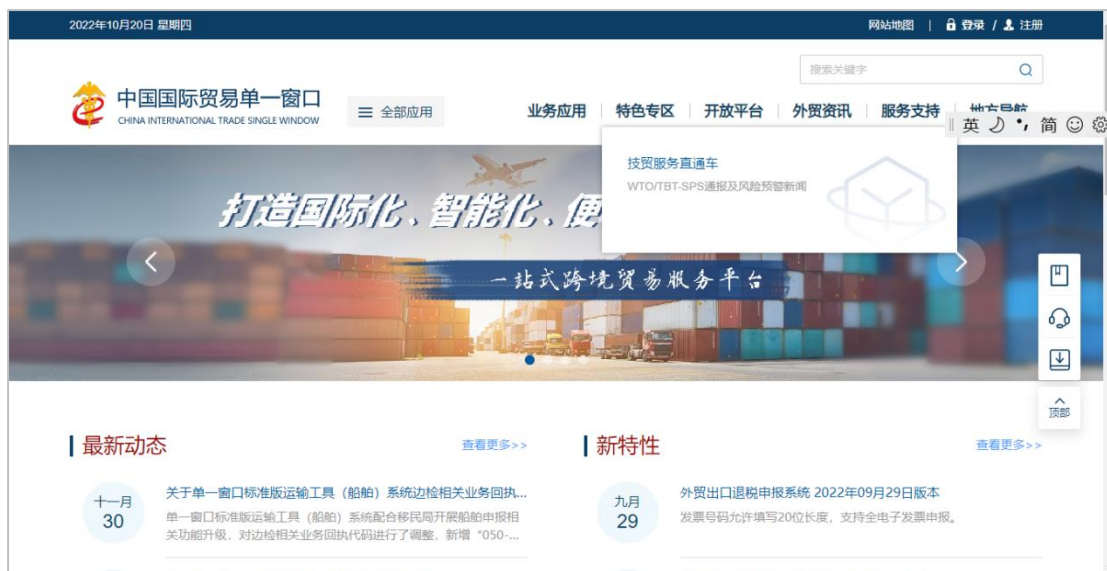 2022年10月20日 星期四
网站地图 | 登录 / 注册
搜索关键字
中国国际贸易单一窗口
CHINA INTERNATIONAL TRADE SINGLE WINDOW
全部应用
业务应用 特色专区 开放平台 外贸资讯 服务支持 地方导航
英 简
技贸服务直通车
WTO/TBT-SPS通报及风险预警新闻
打造国际化、智能化、便
一站式跨境贸易服务平台
顶部
最新动态
查看更多>>
十一月
30
关于单一窗口标准版运输工具（船舶）系统边检相关业务回执...
单一窗口标准版运输工具（船舶）系统配合移民局开展船舶申报相
关功能升级、对边检相关业务回执代码进行了调整，新增“050-...
新特性
查看更多>>
九月
29
外贸出口退税申报系统 2022年09月29日版本
发票号码允许填写20位长度，支持全电子发票申报。